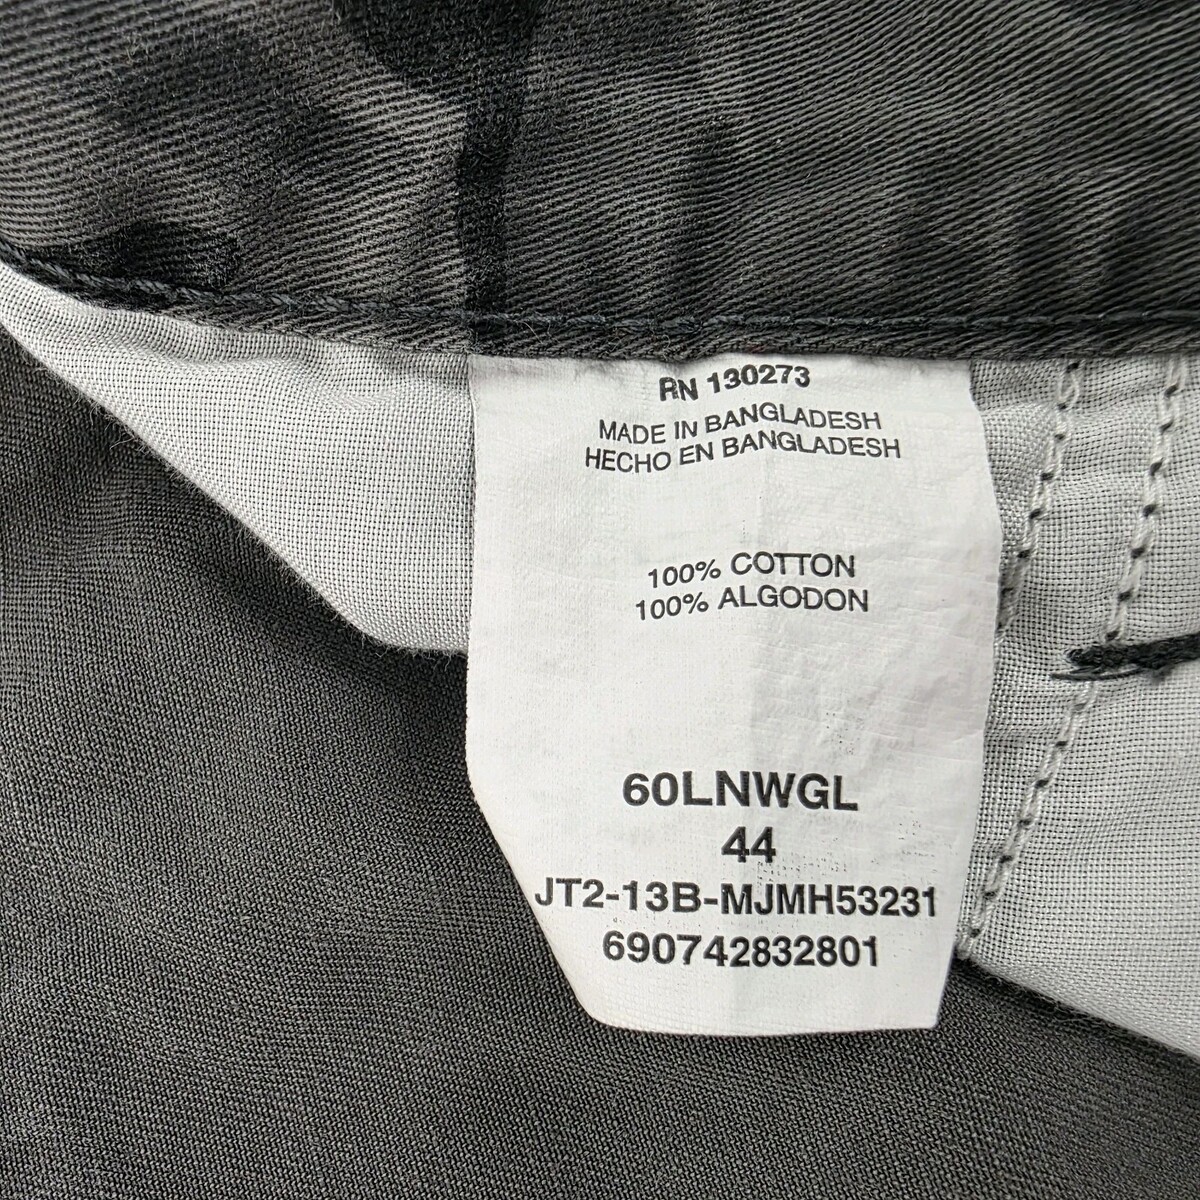 RN 130273
MADE IN BANGLADESH
HECHO EN BANGLADESH
100% COTTON
100% ALGODON
60LNWGL
44
JT2-13B-MJMH53231
690742832801